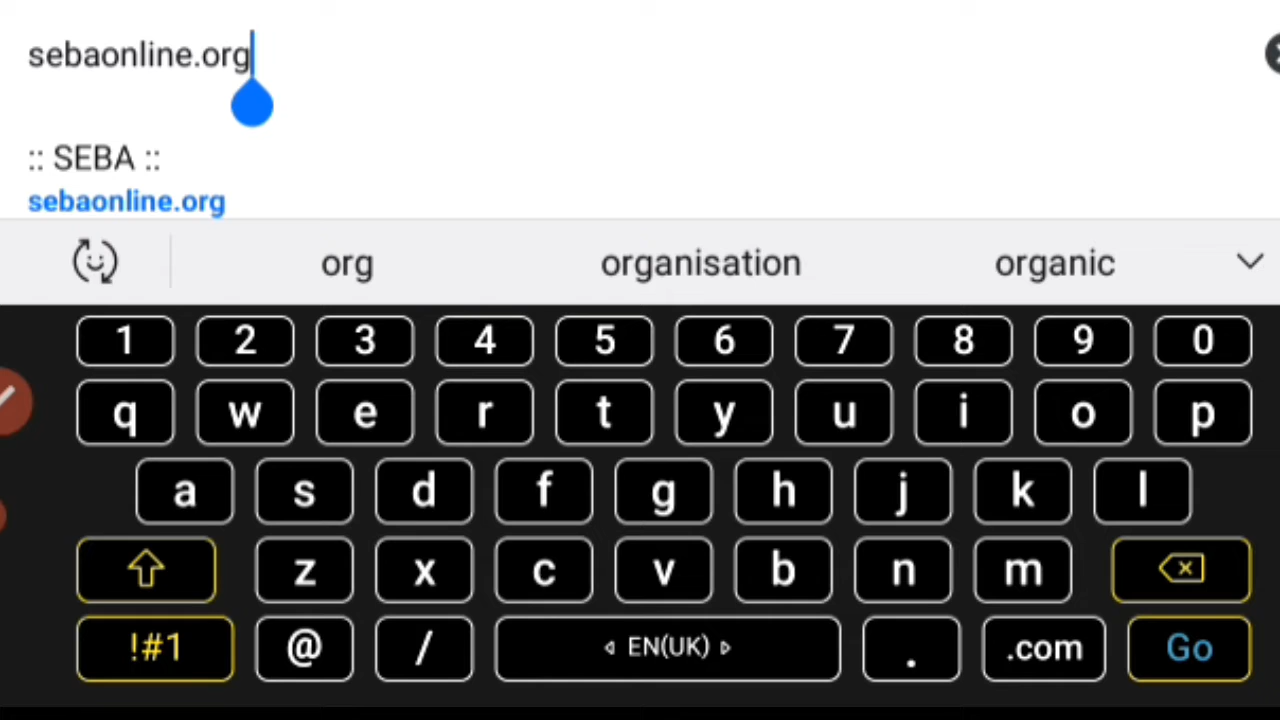 sebaonline.org
:: SEBA ::
sebaonline.org
org organisation organic
1 2 3 4 5 6 7 8 9 0
q w e r t y u i o p
a s d f g h j k l
z x c v b n m
!#1 @ / EN(UK) . .com Go